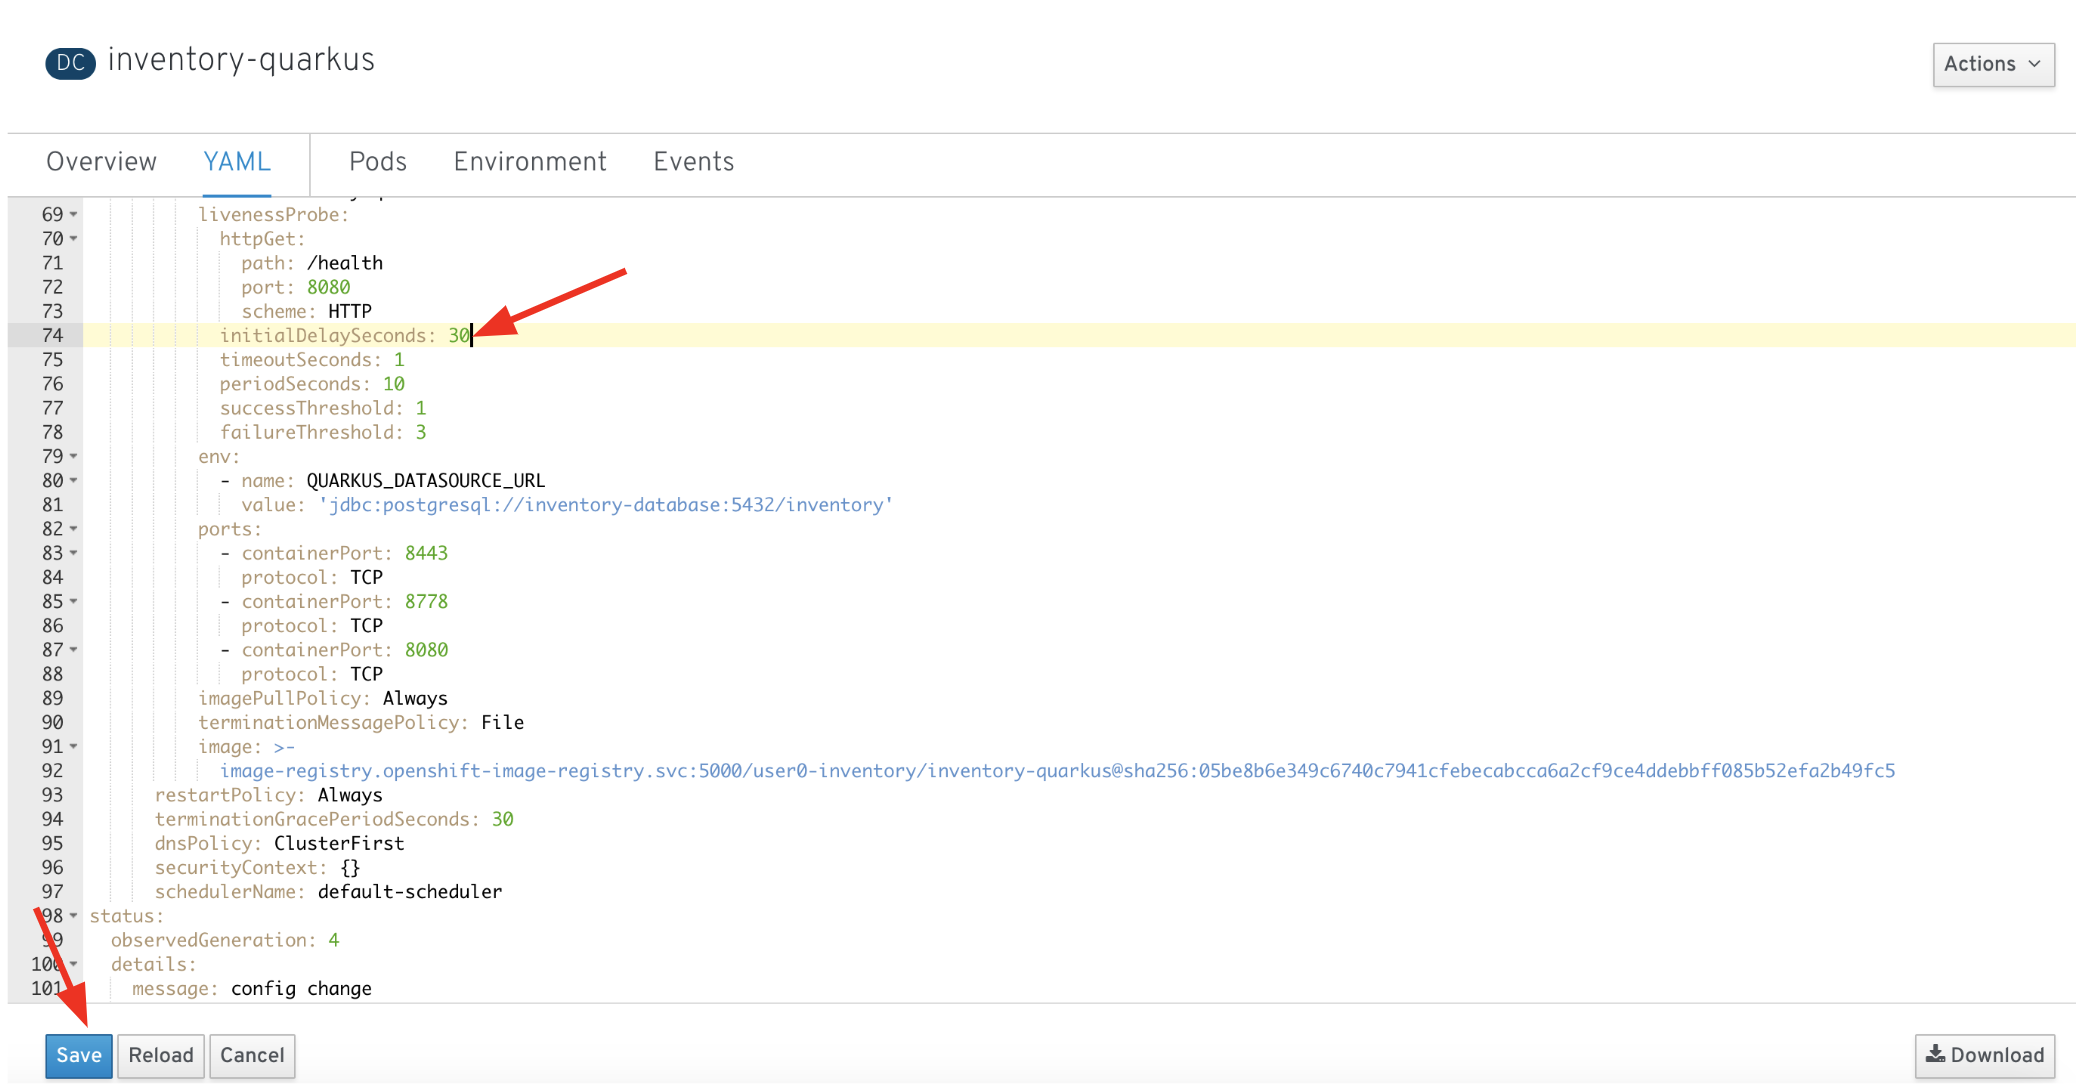 DC inventory-quarkus
Actions
Overview YAML Pods Environment Events
69 livenessProbe:
70 httpGet:
71 path: /health
72 port: 8080
73 scheme: HTTP
74 initialDelaySeconds: 30
75 timeoutSeconds: 1
76 periodSeconds: 10
77 successThreshold: 1
78 failureThreshold: 3
79 env:
80 - name: QUARKUS_DATASOURCE_URL
81 value: 'jdbc:postgresql://inventory-database:5432/inventory'
82 ports:
83 - containerPort: 8443
84 protocol: TCP
85 - containerPort: 8778
86 protocol: TCP
87 - containerPort: 8080
88 protocol: TCP
89 imagePullPolicy: Always
90 terminationMessagePolicy: File
91 image: >-
92 image-registry.openshift-image-registry.svc:5000/user0-inventory/inventory-quarkus@sha256:05be8b6e349c6740c7941cfebecabcca6a2cf9ce4ddebbff085b52efa2b49fc5
93 restartPolicy: Always
94 terminationGracePeriodSeconds: 30
95 dnsPolicy: ClusterFirst
96 securityContext: {}
97 schedulerName: default-scheduler
98 status:
99 observedGeneration: 4
100 details:
101 message: config change
Save Reload Cancel Download